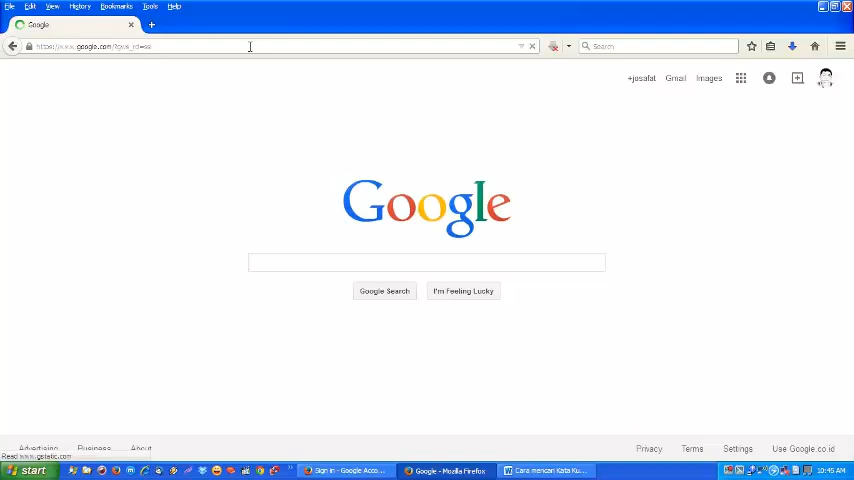 File Edit View History Bookmarks Tools Help
Google
https://www.google.com/?gws_rd=ssl
Search
+josafat Gmail Images
Google
Google Search I'm Feeling Lucky
Advertising Business About Privacy Terms Settings Use Google.co.id
Read www.gstatic.com
start Sign in - Google Acco... Google - Mozilla Firefox Cara mencari Kata Ku... 10:45 AM